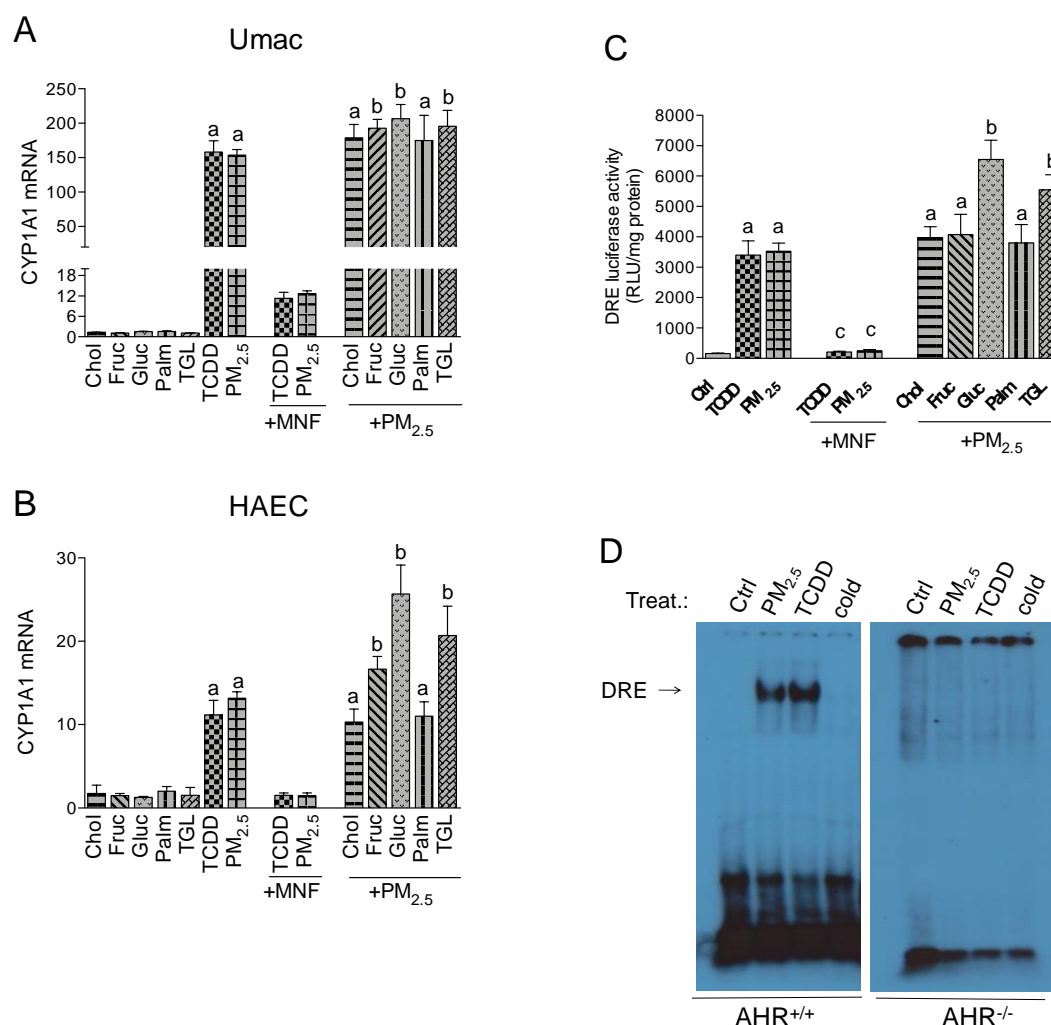 A
Umac
CYP1A1 mRNA
250
200
150
100
50
18
12
6
0
a
a
a
b
b
a
b
Chol
Fruc
Gluc
Palm
TGL
TCDD
PM2.5
TCDD
PM2.5
Chol
Fruc
Gluc
Palm
TGL
+MNF
+PM2.5
B
HAEC
CYP1A1 mRNA
30
20
10
0
a
a
a
b
b
a
b
Chol
Fruc
Gluc
Palm
TGL
TCDD
PM2.5
TCDD
PM2.5
Chol
Fruc
Gluc
Palm
TGL
+MNF
+PM2.5
C
DRE luciferase activity
(RLU/mg protein)
8000
7000
6000
5000
4000
3000
2000
1000
0
a
a
c
c
a
a
b
a
b
Ctrl
TCDD
PM 2.5
TCDD
PM 2.5
Chol
Fruc
Gluc
Palm
TGL
+MNF
+PM2.5
D
Treat.:
Ctrl
PM2.5
TCDD
cold
Ctrl
PM2.5
TCDD
cold
DRE →
AHR+/+
AHR-/-